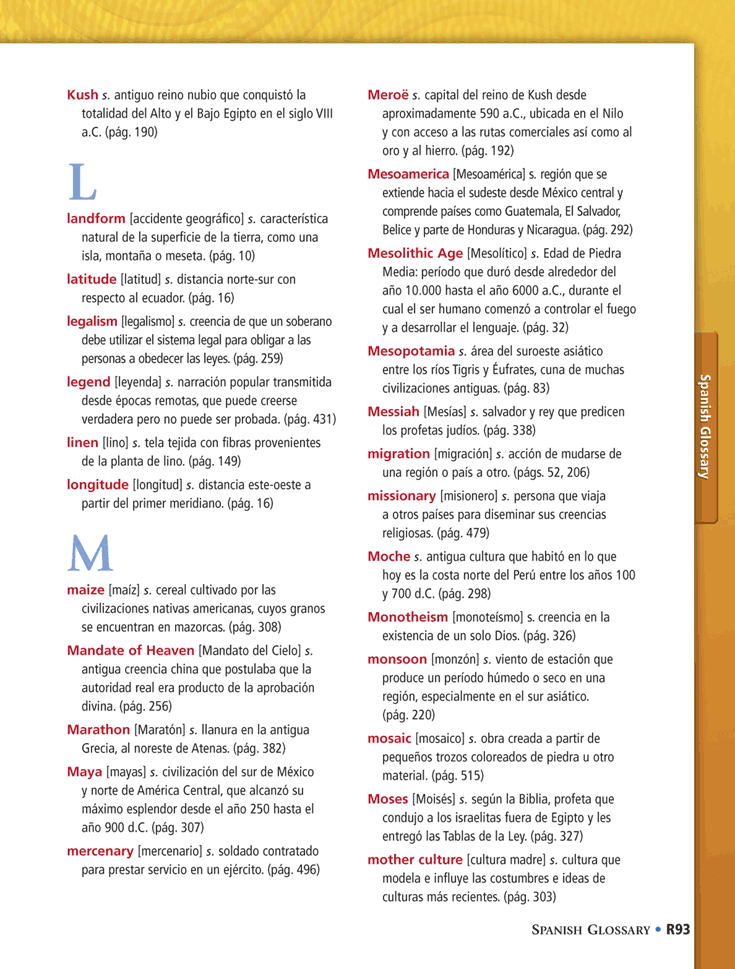 Kush s. antiguo reino nubio que conquistó la
totalidad del Alto y el Bajo Egipto en el siglo VIII
a.C. (pág. 190)
L
landform [accidente geográfico] s. característica
natural de la superficie de la tierra, como una
isla, montaña o meseta. (pág. 10)
latitude [latitud] s. distancia norte-sur con
respecto al ecuador. (pág. 16)
legalism [legalismo] s. creencia de que un soberano
debe utilizar el sistema legal para obligar a las
personas a obedecer las leyes. (pág. 259)
legend [leyenda] s. narración popular transmitida
desde épocas remotas, que puede creerse
verdadera pero no puede ser probada. (pág. 431)
linen [lino] s. tela tejida con fibras provenientes
de la planta de lino. (pág. 149)
longitude [longitud] s. distancia este-oeste a
partir del primer meridiano. (pág. 16)
M
maize [maíz] s. cereal cultivado por las
civilizaciones nativas americanas, cuyos granos
se encuentran en mazorcas. (pág. 308)
Mandate of Heaven [Mandato del Cielo] s.
antigua creencia china que postulaba que la
autoridad real era producto de la aprobación
divina. (pág. 256)
Marathon [Maratón] s. llanura en la antigua
Grecia, al noreste de Atenas. (pág. 382)
Maya [mayas] s. civilización del sur de México
y norte de América Central, que alcanzó su
máximo esplendor desde el año 250 hasta el
año 900 d.C. (pág. 307)
mercenary [mercenario] s. soldado contratado
para prestar servicio en un ejército. (pág. 496)
Meroë s. capital del reino de Kush desde
aproximadamente 590 a.C., ubicada en el Nilo
y con acceso a las rutas comerciales así como al
oro y al hierro. (pág. 192)
Mesoamerica [Mesoamérica] s. región que se
extiende hacia el sudeste desde México central y
comprende países como Guatemala, El Salvador,
Belice y parte de Honduras y Nicaragua. (pág. 292)
Mesolithic Age [Mesolítico] s. Edad de Piedra
Media: período que duró desde alrededor del
año 10.000 hasta el año 6000 a.C., durante el
cual el ser humano comenzó a controlar el fuego
y a desarrollar el lenguaje. (pág. 32)
Mesopotamia s. área del suroeste asiático
entre los ríos Tigris y Éufrates, cuna de muchas
civilizaciones antiguas. (pág. 83)
Messiah [Mesías] s. salvador y rey que predicen
los profetas judíos. (pág. 338)
migration [migración] s. acción de mudarse de
una región o país a otro. (págs. 52, 206)
missionary [misionero] s. persona que viaja
a otros países para diseminar sus creencias
religiosas. (pág. 479)
Moche s. antigua cultura que habitó en lo que
hoy es la costa norte del Perú entre los años 100
y 700 d.C. (pág. 298)
Monotheism [monoteísmo] s. creencia en la
existencia de un solo Dios. (pág. 326)
monsoon [monzón] s. viento de estación que
produce un período húmedo o seco en una
región, especialmente en el sur asiático.
(pág. 220)
mosaic [mosaico] s. obra creada a partir de
pequeños trozos coloreados de piedra u otro
material. (pág. 515)
Moses [Moisés] s. según la Biblia, profeta que
condujo a los israelitas fuera de Egipto y les
entregó las Tablas de la Ley. (pág. 327)
mother culture [cultura madre] s. cultura que
modela e influye las costumbres e ideas de
culturas más recientes. (pág. 303)
Spanish Glossary
SPANISH GLOSSARY • R93